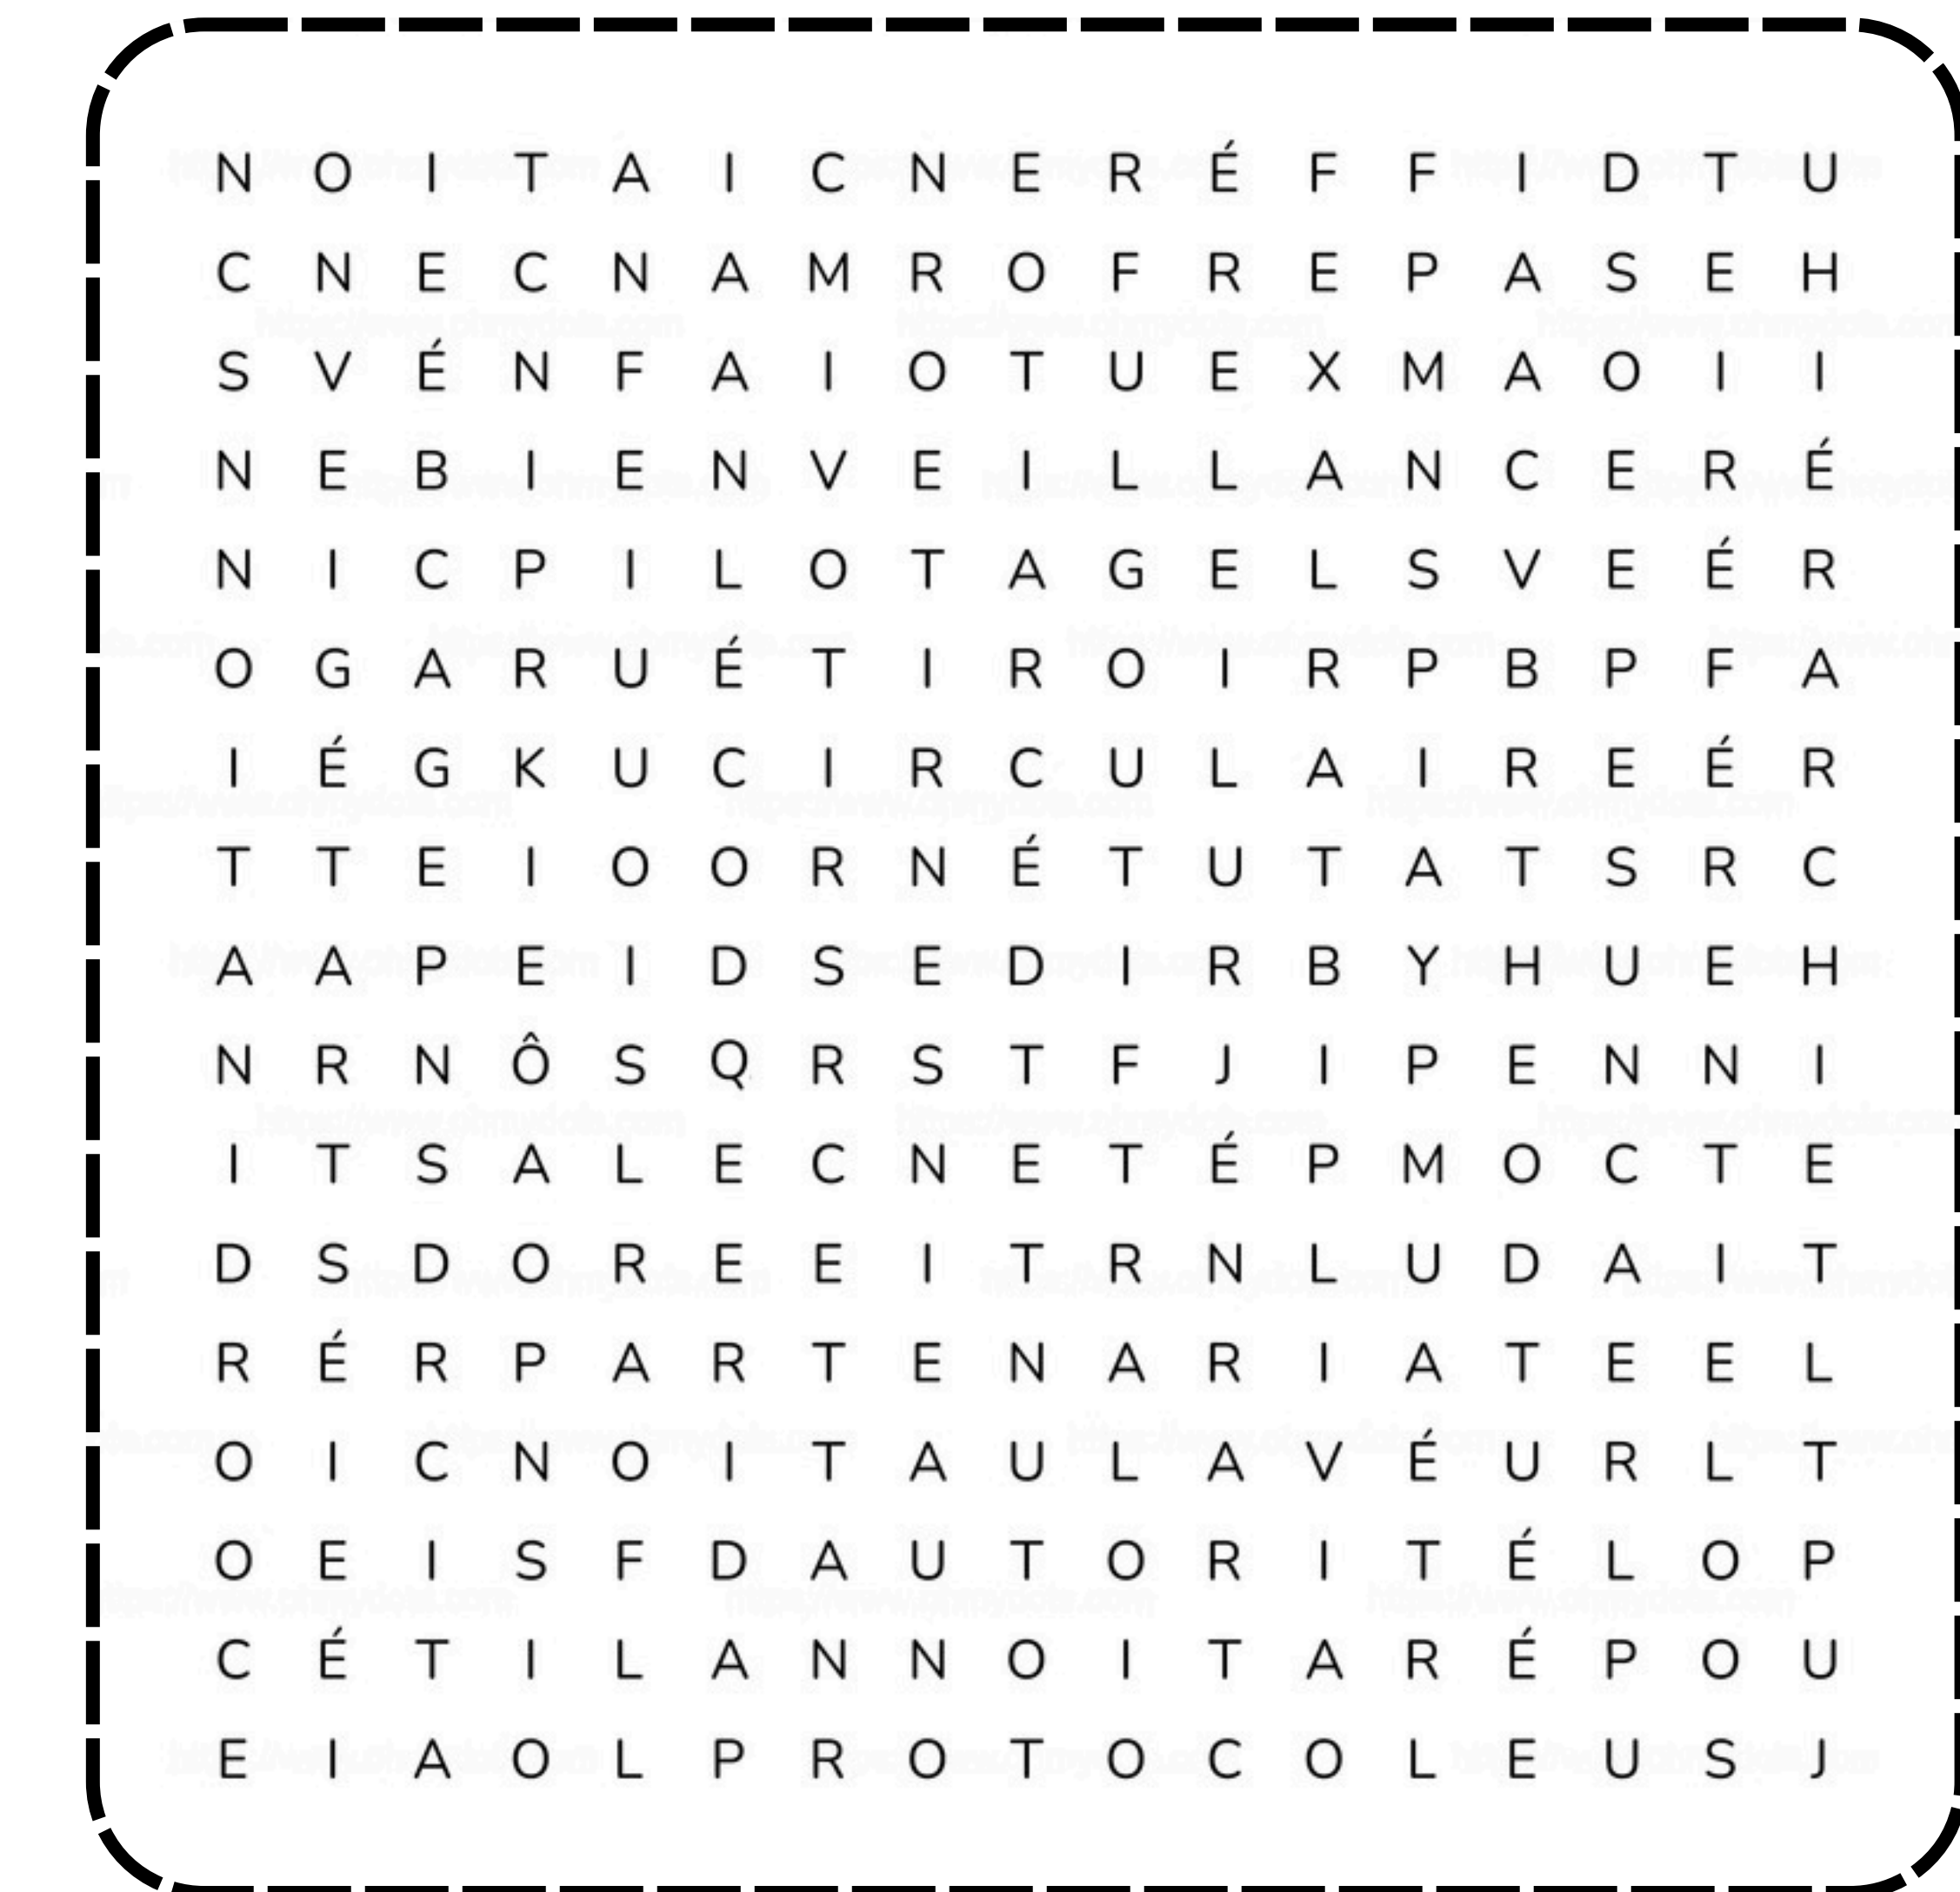 N O I T A I C N E R É F F I D T U
C N E C N A M R O F R E P A S E H
S V É N F A I O T U E X M A O I I
N E B I E N V E I L L A N C E R É
N I C P I L O T A G E L S V E É R
O G A R U É T I R O I R P B P F A
I É G K U C I R C U L A I R E É R
T T E I O O R N É T U T A T S R C
A A P E I D S E D I R B Y H U E H
N R N Ô S Q R S T F J I P E N N I
I T S A L E C N E T É P M O C T E
D S D O R E E I T R N L U D A I T
R É R P A R T E N A R I A T E E L
O I C N O I T A U L A V É U R L T
O E I S F D A U T O R I T É L O P
C É T I L A N N O I T A R É P O U
E I A O L P R O T O C O L E U S J